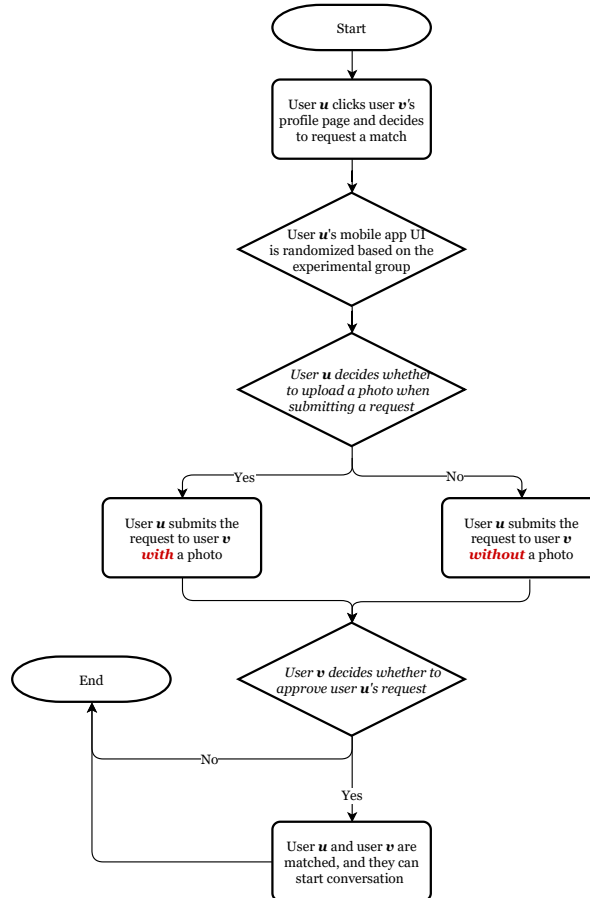 Start
User u clicks user v's
profile page and decides
to request a match
User u's mobile app UI
is randomized based on the
experimental group
User u decides whether
to upload a photo when
submitting a request
Yes
No
User u submits the
request to user v
with a photo
User u submits the
request to user v
without a photo
User v decides whether to
approve user u's request
End
No
Yes
User u and user v are
matched, and they can
start conversation